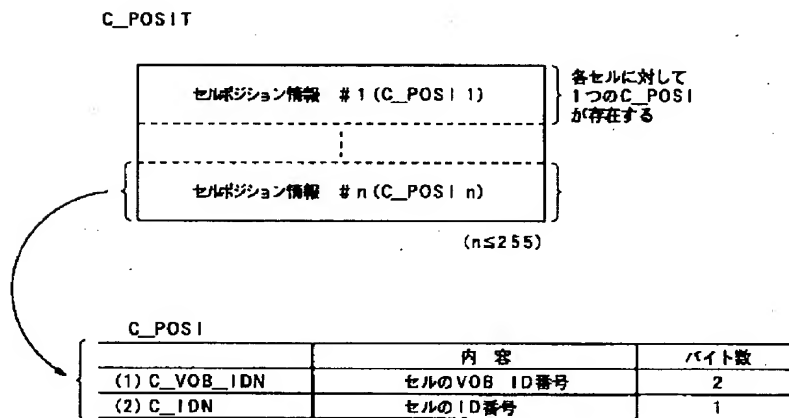 C_POSIT
セルポジション情報 #1(C_POSI 1)
各セルに対して
1つのC_POSI
が存在する
セルポジション情報 #n(C_POSI n)
(n≦255)
C_POSI
内 容 バイト数
(1) C_VOB_IDN セルのVOB ID番号 2
(2) C_IDN セルのID番号 1